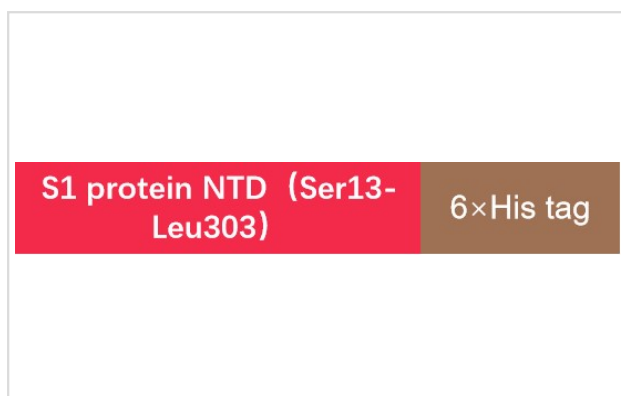 S1 protein NTD（Ser13-
Leu303）
6×His tag